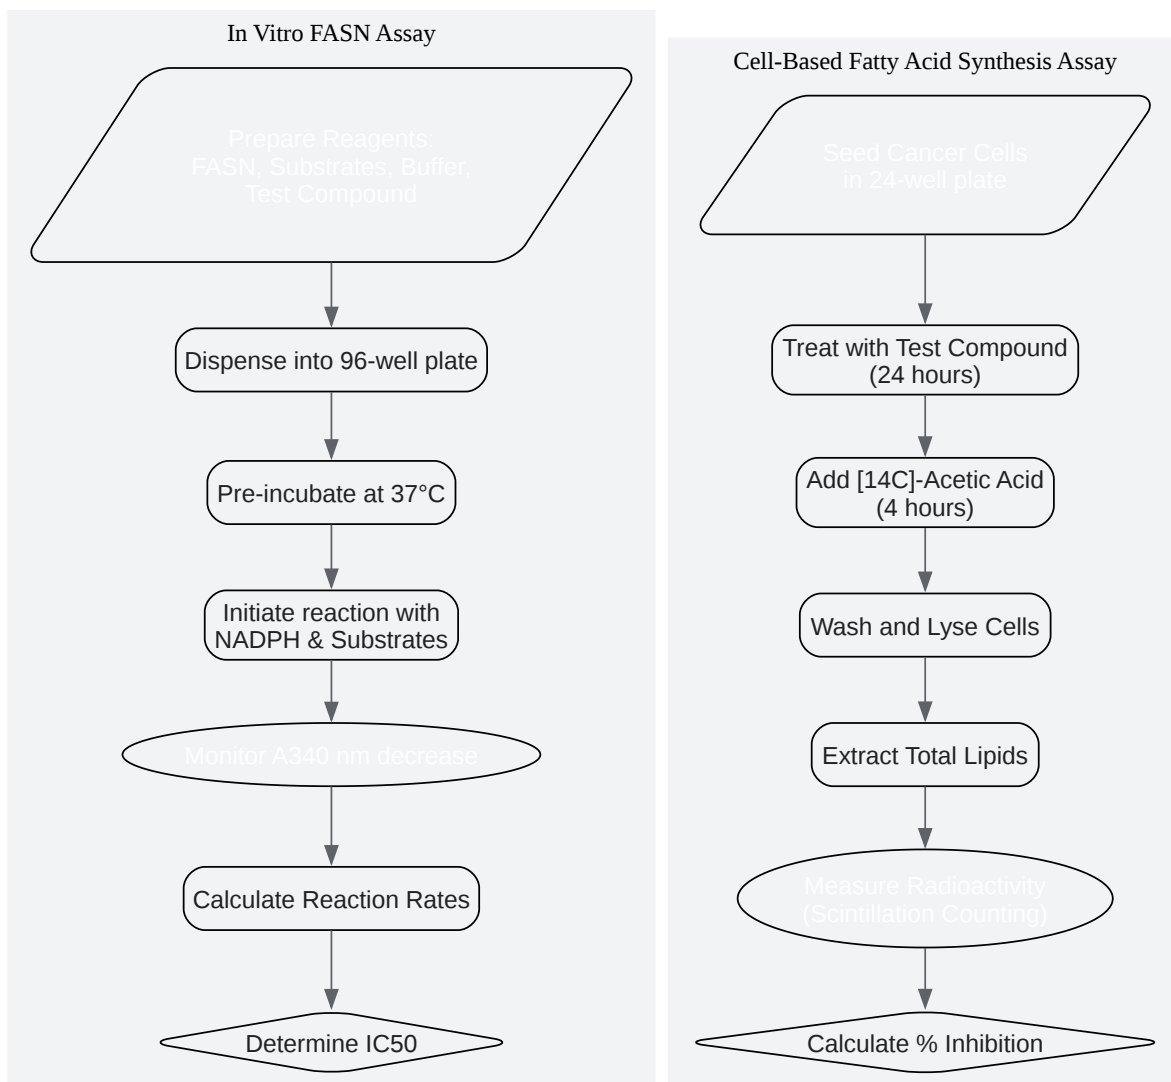 In Vitro FASN Assay
Prepare Reagents:
FASN, Substrates, Buffer,
Test Compound
Dispense into 96-well plate
Pre-incubate at 37°C
Initiate reaction with
NADPH & Substrates
Monitor A340 nm decrease
Calculate Reaction Rates
Determine IC50
Cell-Based Fatty Acid Synthesis Assay
Seed Cancer Cells
in 24-well plate
Treat with Test Compound
(24 hours)
Add [14C]-Acetic Acid
(4 hours)
Wash and Lyse Cells
Extract Total Lipids
Measure Radioactivity
(Scintillation Counting)
Calculate % Inhibition